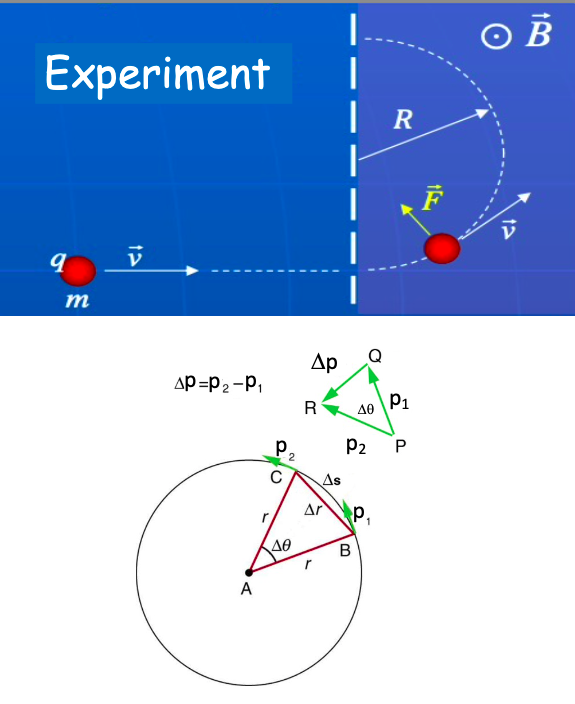 ⊙ B⃗
Experiment
R
F⃗
v⃗
q v⃗
m
Δp Q
Δp=p₂–p₁
R Δθ p₁
p₂ P
p₂
C Δs
r Δr p₁
Δθ B
r
A